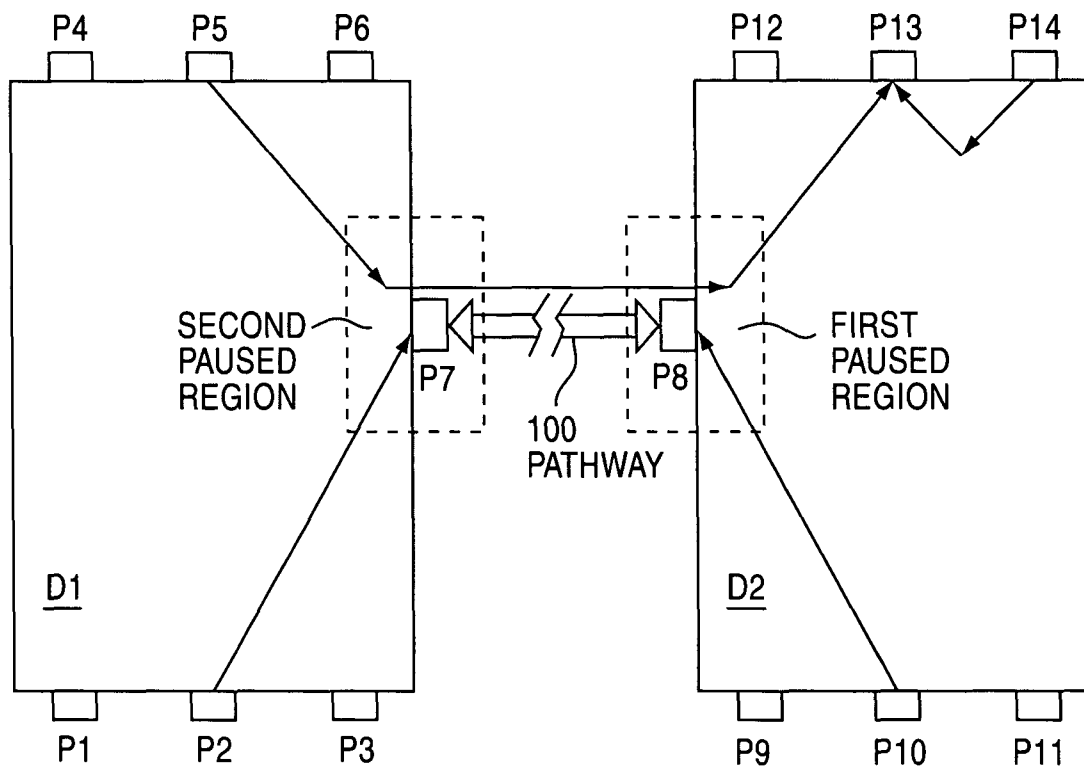 P4 P5 P6 P12 P13 P14
SECOND
PAUSED
REGION
P7
P8
FIRST
PAUSED
REGION
100
PATHWAY
D1
D2
P1 P2 P3 P9 P10 P11